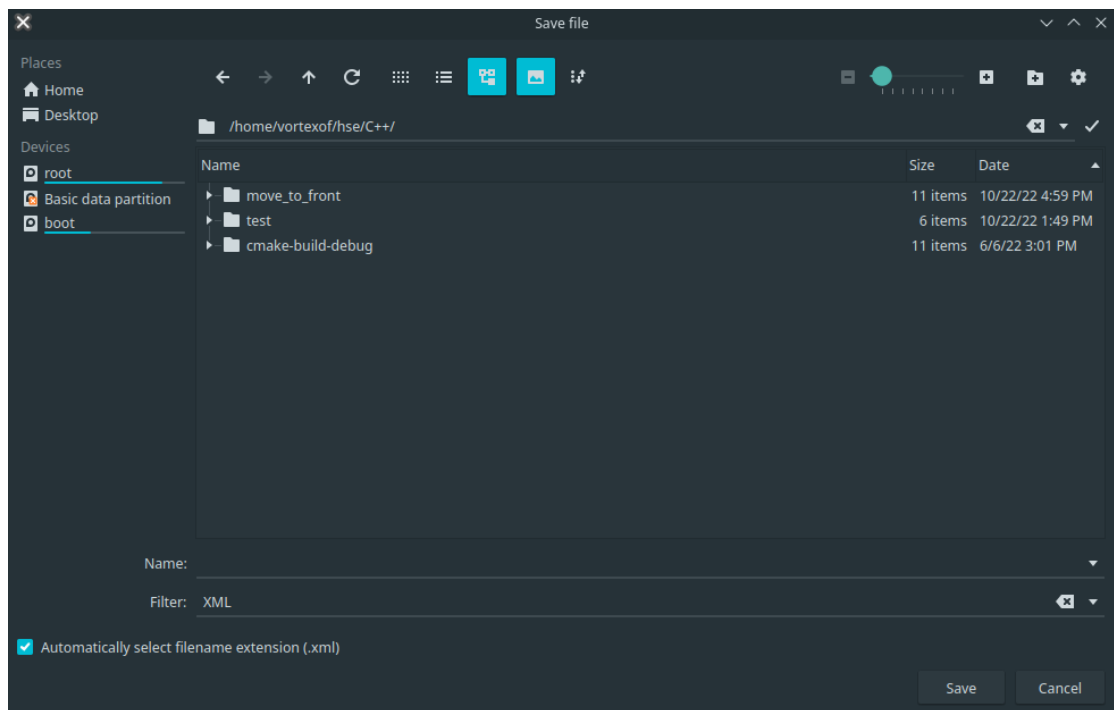 Save file
Places
Home
Desktop
Devices
root
Basic data partition
boot
/home/vortexof/hse/C++/
Name Size Date
move_to_front 11 items 10/22/22 4:59 PM
test 6 items 10/22/22 1:49 PM
cmake-build-debug 11 items 6/6/22 3:01 PM
Name:
Filter: XML
Automatically select filename extension (.xml)
Save Cancel